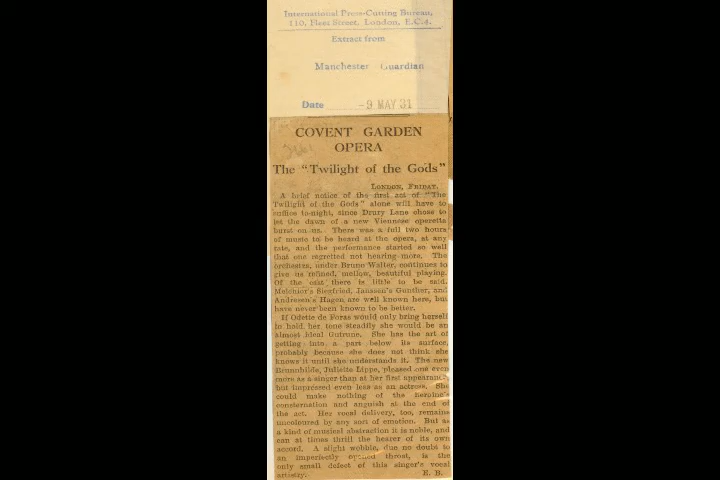 International Press-Cutting Bureau,
110, Fleet Street, London, E.C.4.
Extract from
Manchester Guardian
Date -9 MAY 31
COVENT GARDEN
OPERA
The "Twilight of the Gods"
LONDON, FRIDAY.
A brief notice of the first act of "The
Twilight of the Gods" alone will have to
suffice to-night, since Drury Lane chose to
let the dawn of a new Viennese operette
burst on us. There was a full two hours
of music to be heard at the opera, at any
rate, and the performance started so well
that one regretted not hearing more. The
orchestra, under Bruno Walter, continues to
give us refined, mellow, beautiful playing.
Of the cast there is little to be said.
Melchior's Siegfried, Janssen's Gunther, and
Andresen's Hagen are well known here, but
have never been known to be better.
If Odette de Foras would only bring herself
to hold her tone steadily she would be an
almost ideal Gutrune. She has the art of
getting into a part below its surface,
probably because she does not think she
knows it until she understands it. The new
Brunnhilde, Juliette Lippe, pleased one even
more as a singer than at her first appearance,
but impressed even less as an actress. She
could make nothing of the heroine's
consternation and anguish at the end of
the act. Her vocal delivery, too, remains
uncoloured by any sort of emotion. But as
a kind of musical abstraction it is noble, and
can at times thrill the hearer of its own
accord. A slight wobble, due no doubt to
an imperfectly opened throat, is the
only small defect of this singer's vocal
artistry. E. B.